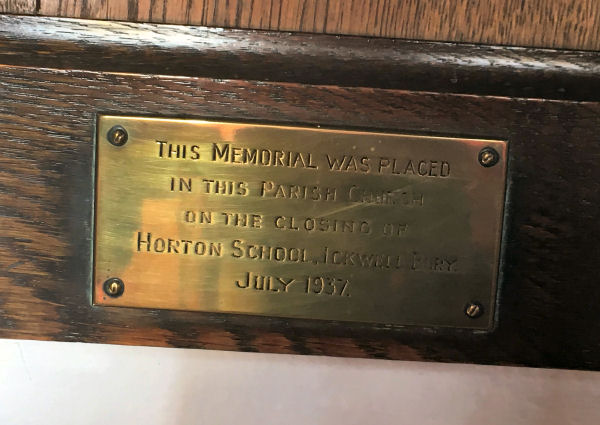 THIS MEMORIAL WAS PLACED
IN THIS PARISH CHURCH
ON THE CLOSING OF
HORTON SCHOOL, ICKWELL BURY.
JULY 1937.